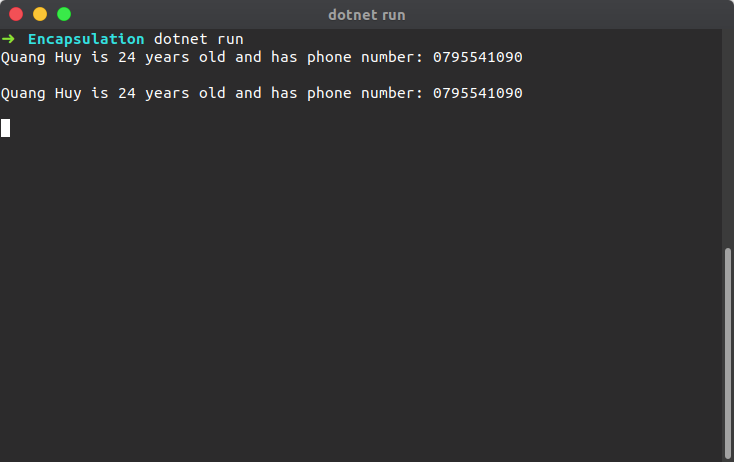 dotnet run
➜ Encapsulation dotnet run
Quang Huy is 24 years old and has phone number: 0795541090
Quang Huy is 24 years old and has phone number: 0795541090